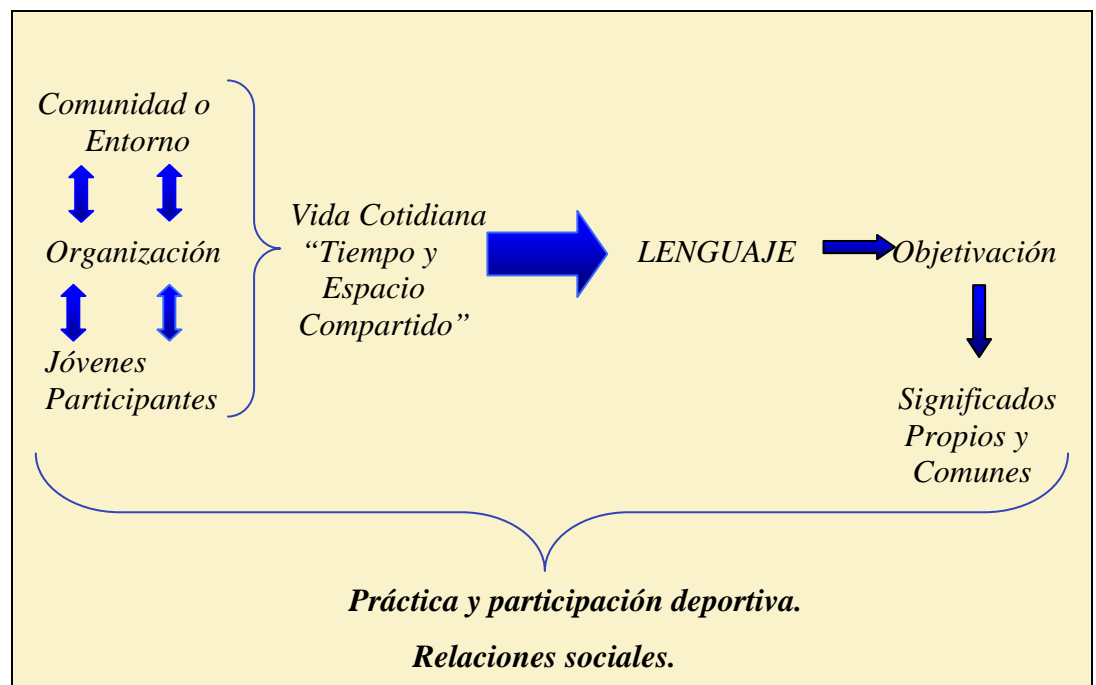 Comunidad o
Entorno
Organización
Jóvenes
Participantes
Vida Cotidiana
“Tiempo y
Espacio
Compartido”
LENGUAJE
Objetivación
Significados
Propios y
Comunes
Práctica y participación deportiva.
Relaciones sociales.